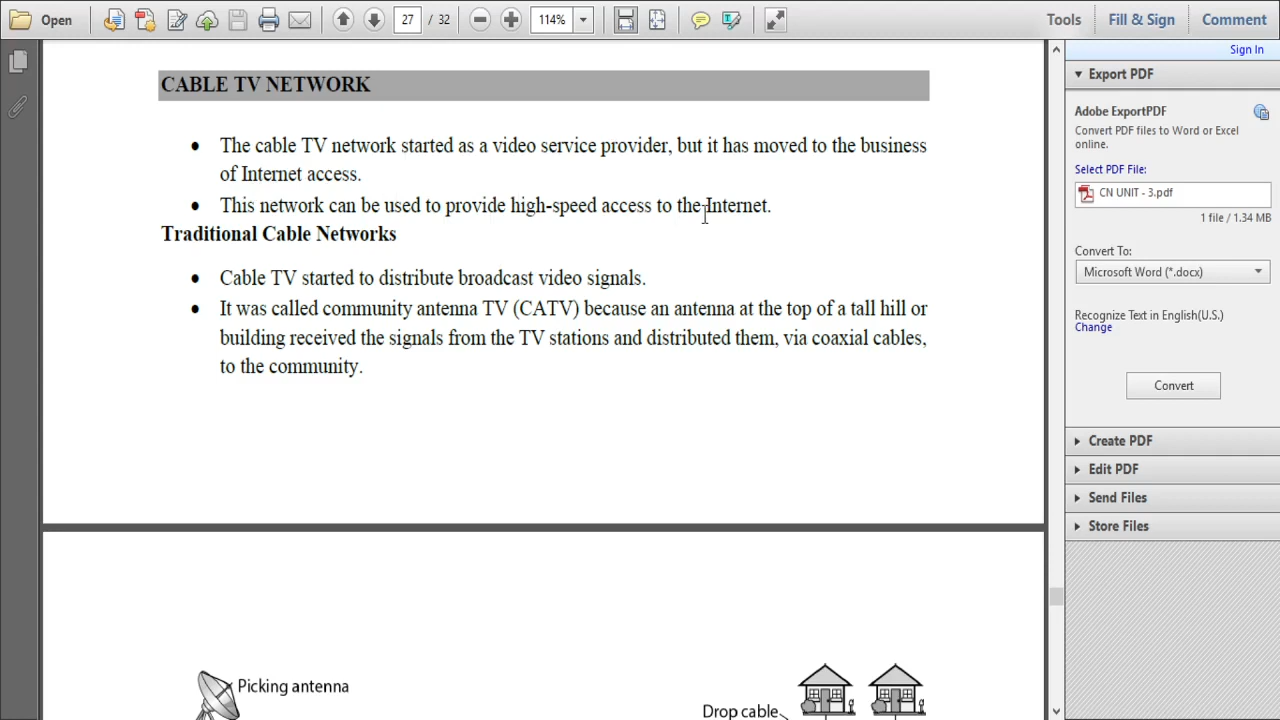 Open
27 / 32
114%
Tools
Fill & Sign
Comment
Sign In
CABLE TV NETWORK
• The cable TV network started as a video service provider, but it has moved to the business
of Internet access.
• This network can be used to provide high-speed access to the Internet.
Traditional Cable Networks
• Cable TV started to distribute broadcast video signals.
• It was called community antenna TV (CATV) because an antenna at the top of a tall hill or
building received the signals from the TV stations and distributed them, via coaxial cables,
to the community.
Picking antenna
Drop cable
Export PDF
Adobe ExportPDF
Convert PDF files to Word or Excel
online.
Select PDF File:
CN UNIT - 3.pdf
1 file / 1.34 MB
Convert To:
Microsoft Word (*.docx)
Recognize Text in English(U.S.)
Change
Convert
Create PDF
Edit PDF
Send Files
Store Files